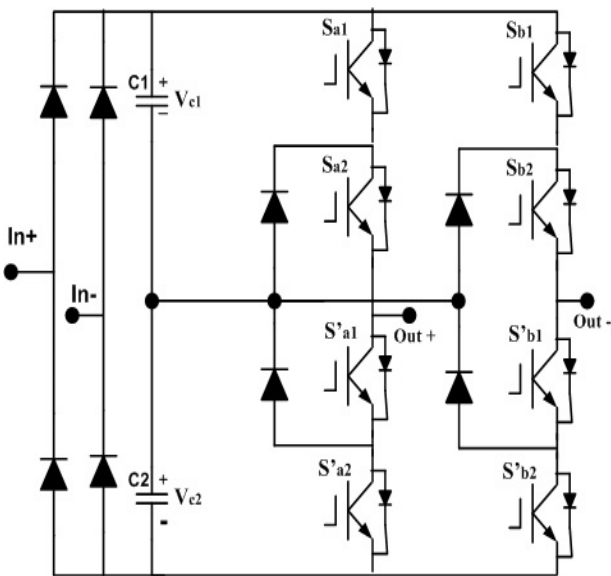 Sa1
Sb1
C1
+
Vc1
–
Sa2
Sb2
In+
In-
Out +
Out -
S'a1
S'b1
C2
+
Vc2
-
S'a2
S'b2